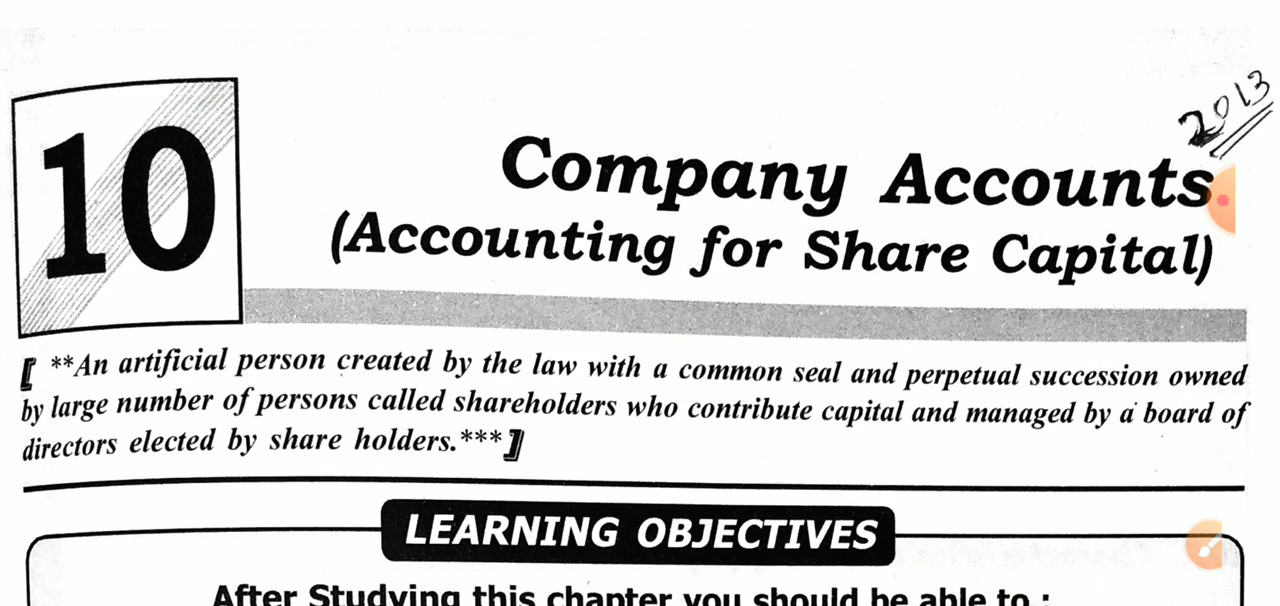 2013
10
Company Accounts
(Accounting for Share Capital)
[ **An artificial person created by the law with a common seal and perpetual succession owned
by large number of persons called shareholders who contribute capital and managed by a board of
directors elected by share holders.*** ]
LEARNING OBJECTIVES
After Studying this chapter you should be able to :